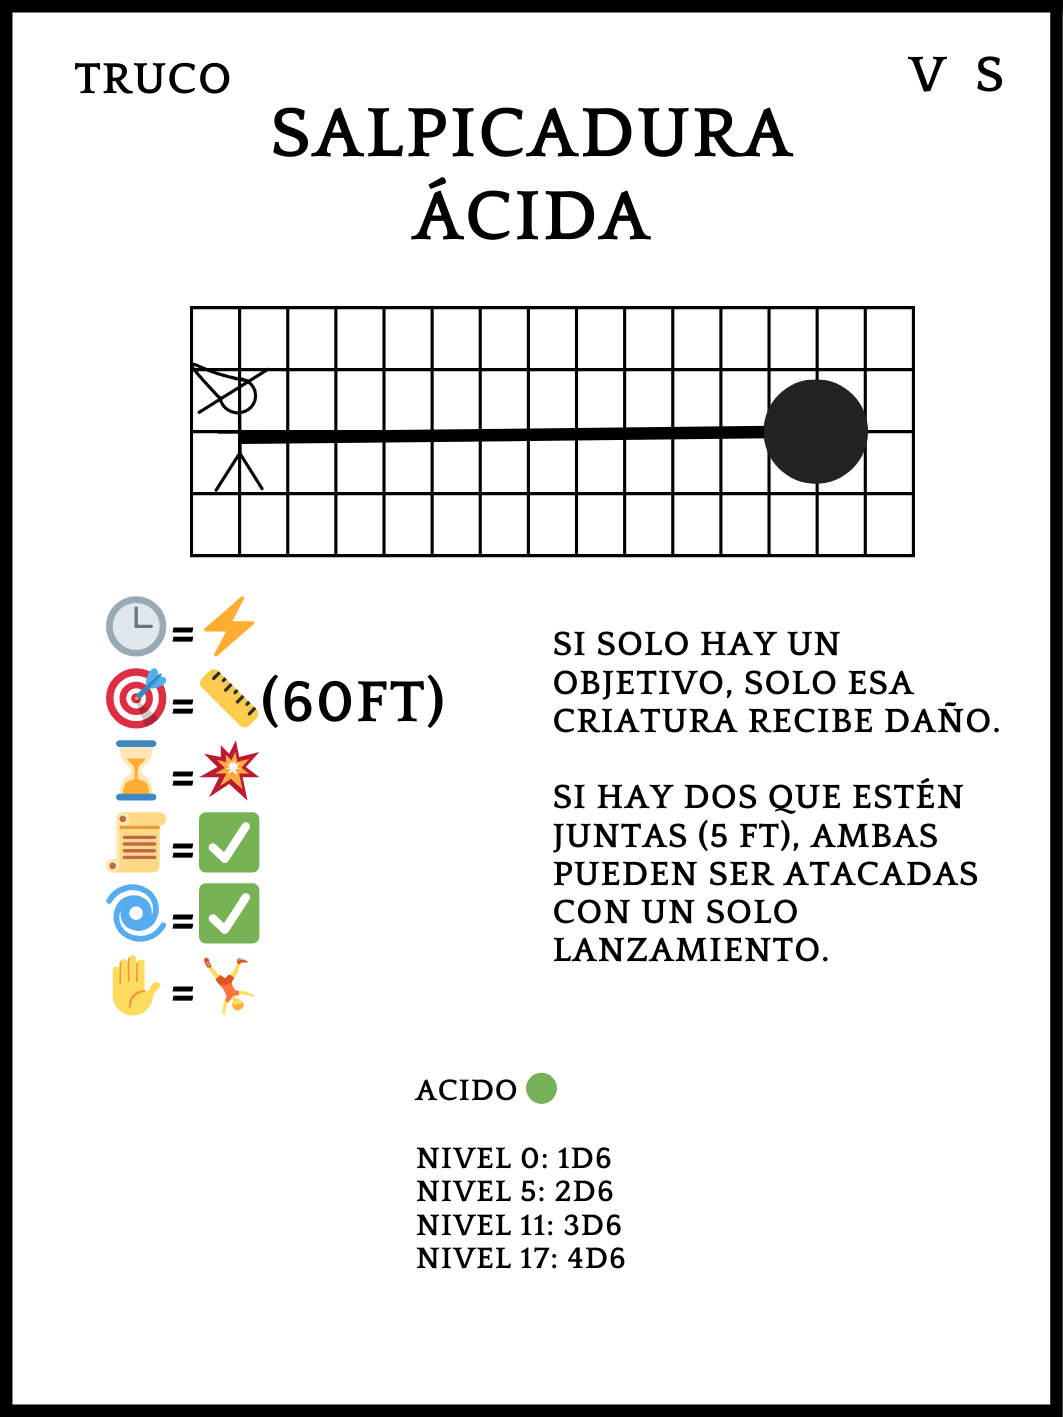 TRUCO
V S
SALPICADURA
ÁCIDA
🕒=⚡
🎯=📏(60FT)
⏳=💥
📜=✅
🌀=✅
✋=🤸
SI SOLO HAY UN
OBJETIVO, SOLO ESA
CRIATURA RECIBE DAÑO.
SI HAY DOS QUE ESTÉN
JUNTAS (5 FT), AMBAS
PUEDEN SER ATACADAS
CON UN SOLO
LANZAMIENTO.
ACIDO 🟢
NIVEL 0: 1D6
NIVEL 5: 2D6
NIVEL 11: 3D6
NIVEL 17: 4D6